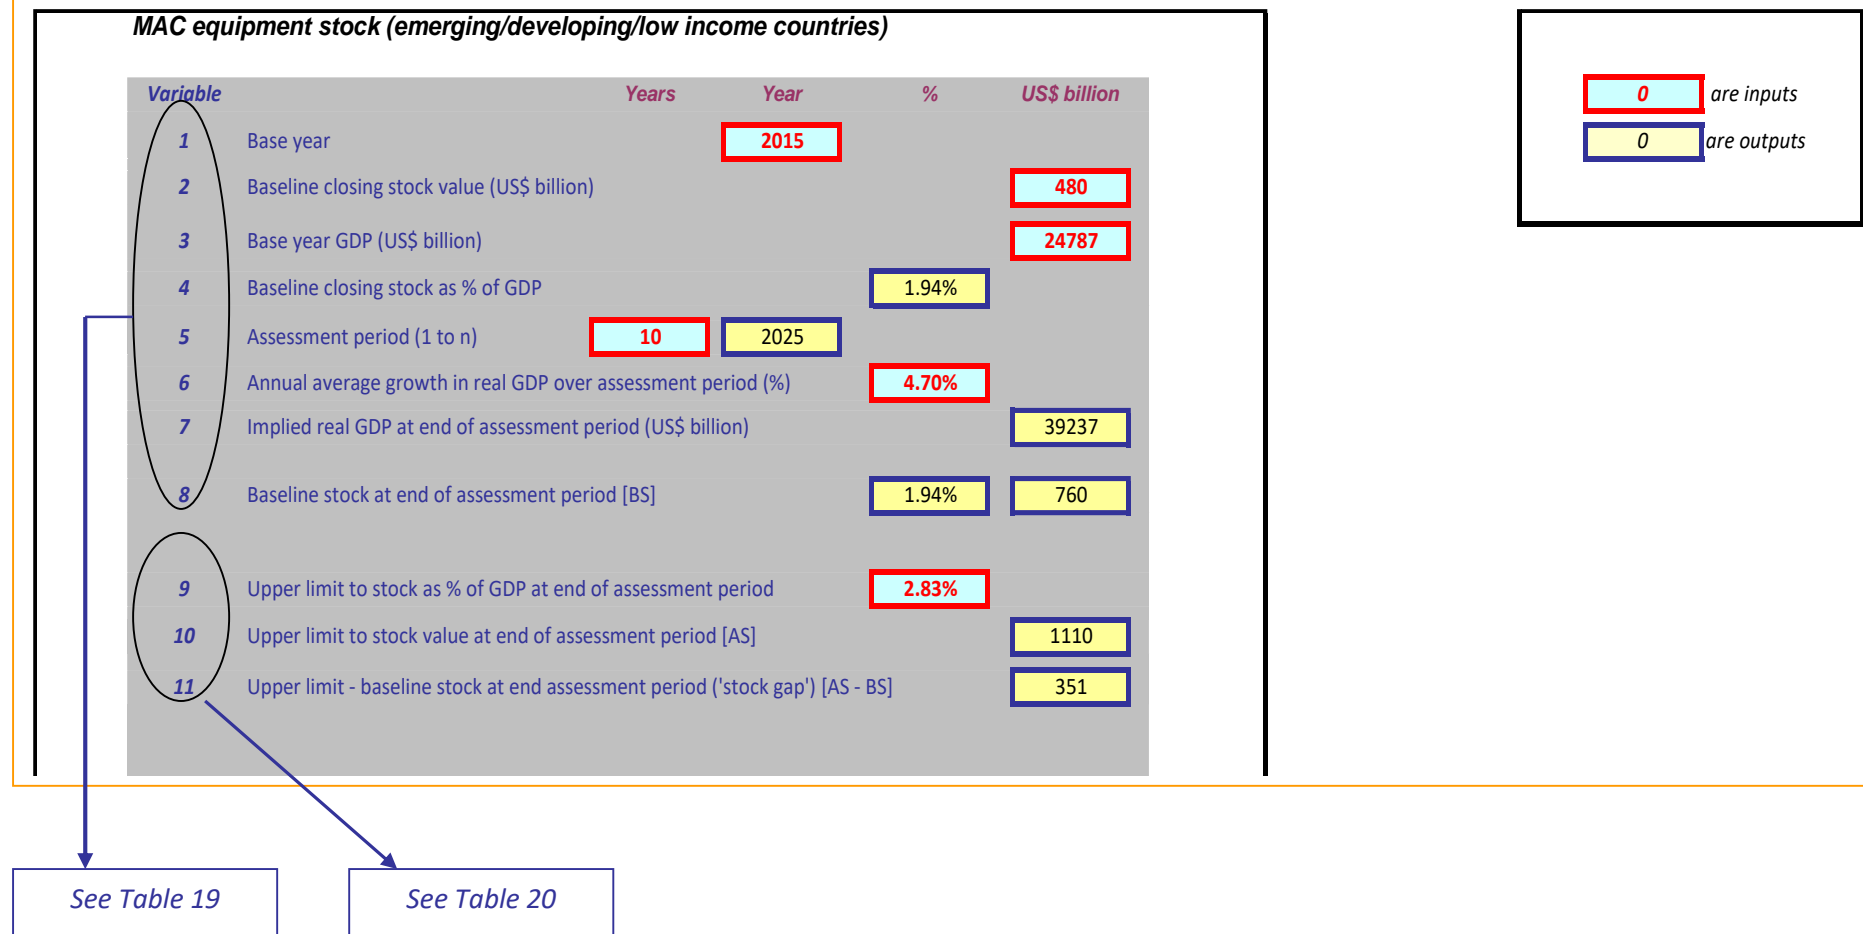 MAC equipment stock (emerging/developing/low income countries)
Variable Years Year % US$ billion
1 Base year 2015
2 Baseline closing stock value (US$ billion) 480
3 Base year GDP (US$ billion) 24787
4 Baseline closing stock as % of GDP 1.94%
5 Assessment period (1 to n) 10 2025
6 Annual average growth in real GDP over assessment period (%) 4.70%
7 Implied real GDP at end of assessment period (US$ billion) 39237
8 Baseline stock at end of assessment period [BS] 1.94% 760
9 Upper limit to stock as % of GDP at end of assessment period 2.83%
10 Upper limit to stock value at end of assessment period [AS] 1110
11 Upper limit - baseline stock at end assessment period ('stock gap') [AS - BS] 351
0 are inputs
0 are outputs
See Table 19
See Table 20